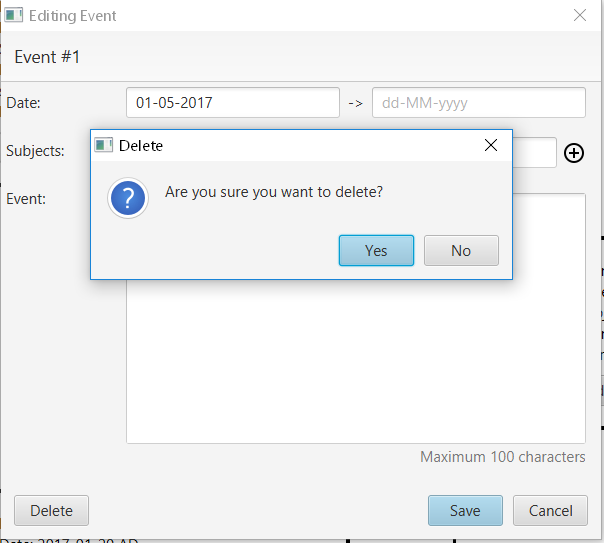 Editing Event
Event #1
Date:
01-05-2017
->
dd-MM-yyyy
Subjects:
Delete
Are you sure you want to delete?
Yes
No
Event:
Maximum 100 characters
Delete
Save
Cancel
Date: 2017-01-20 AD